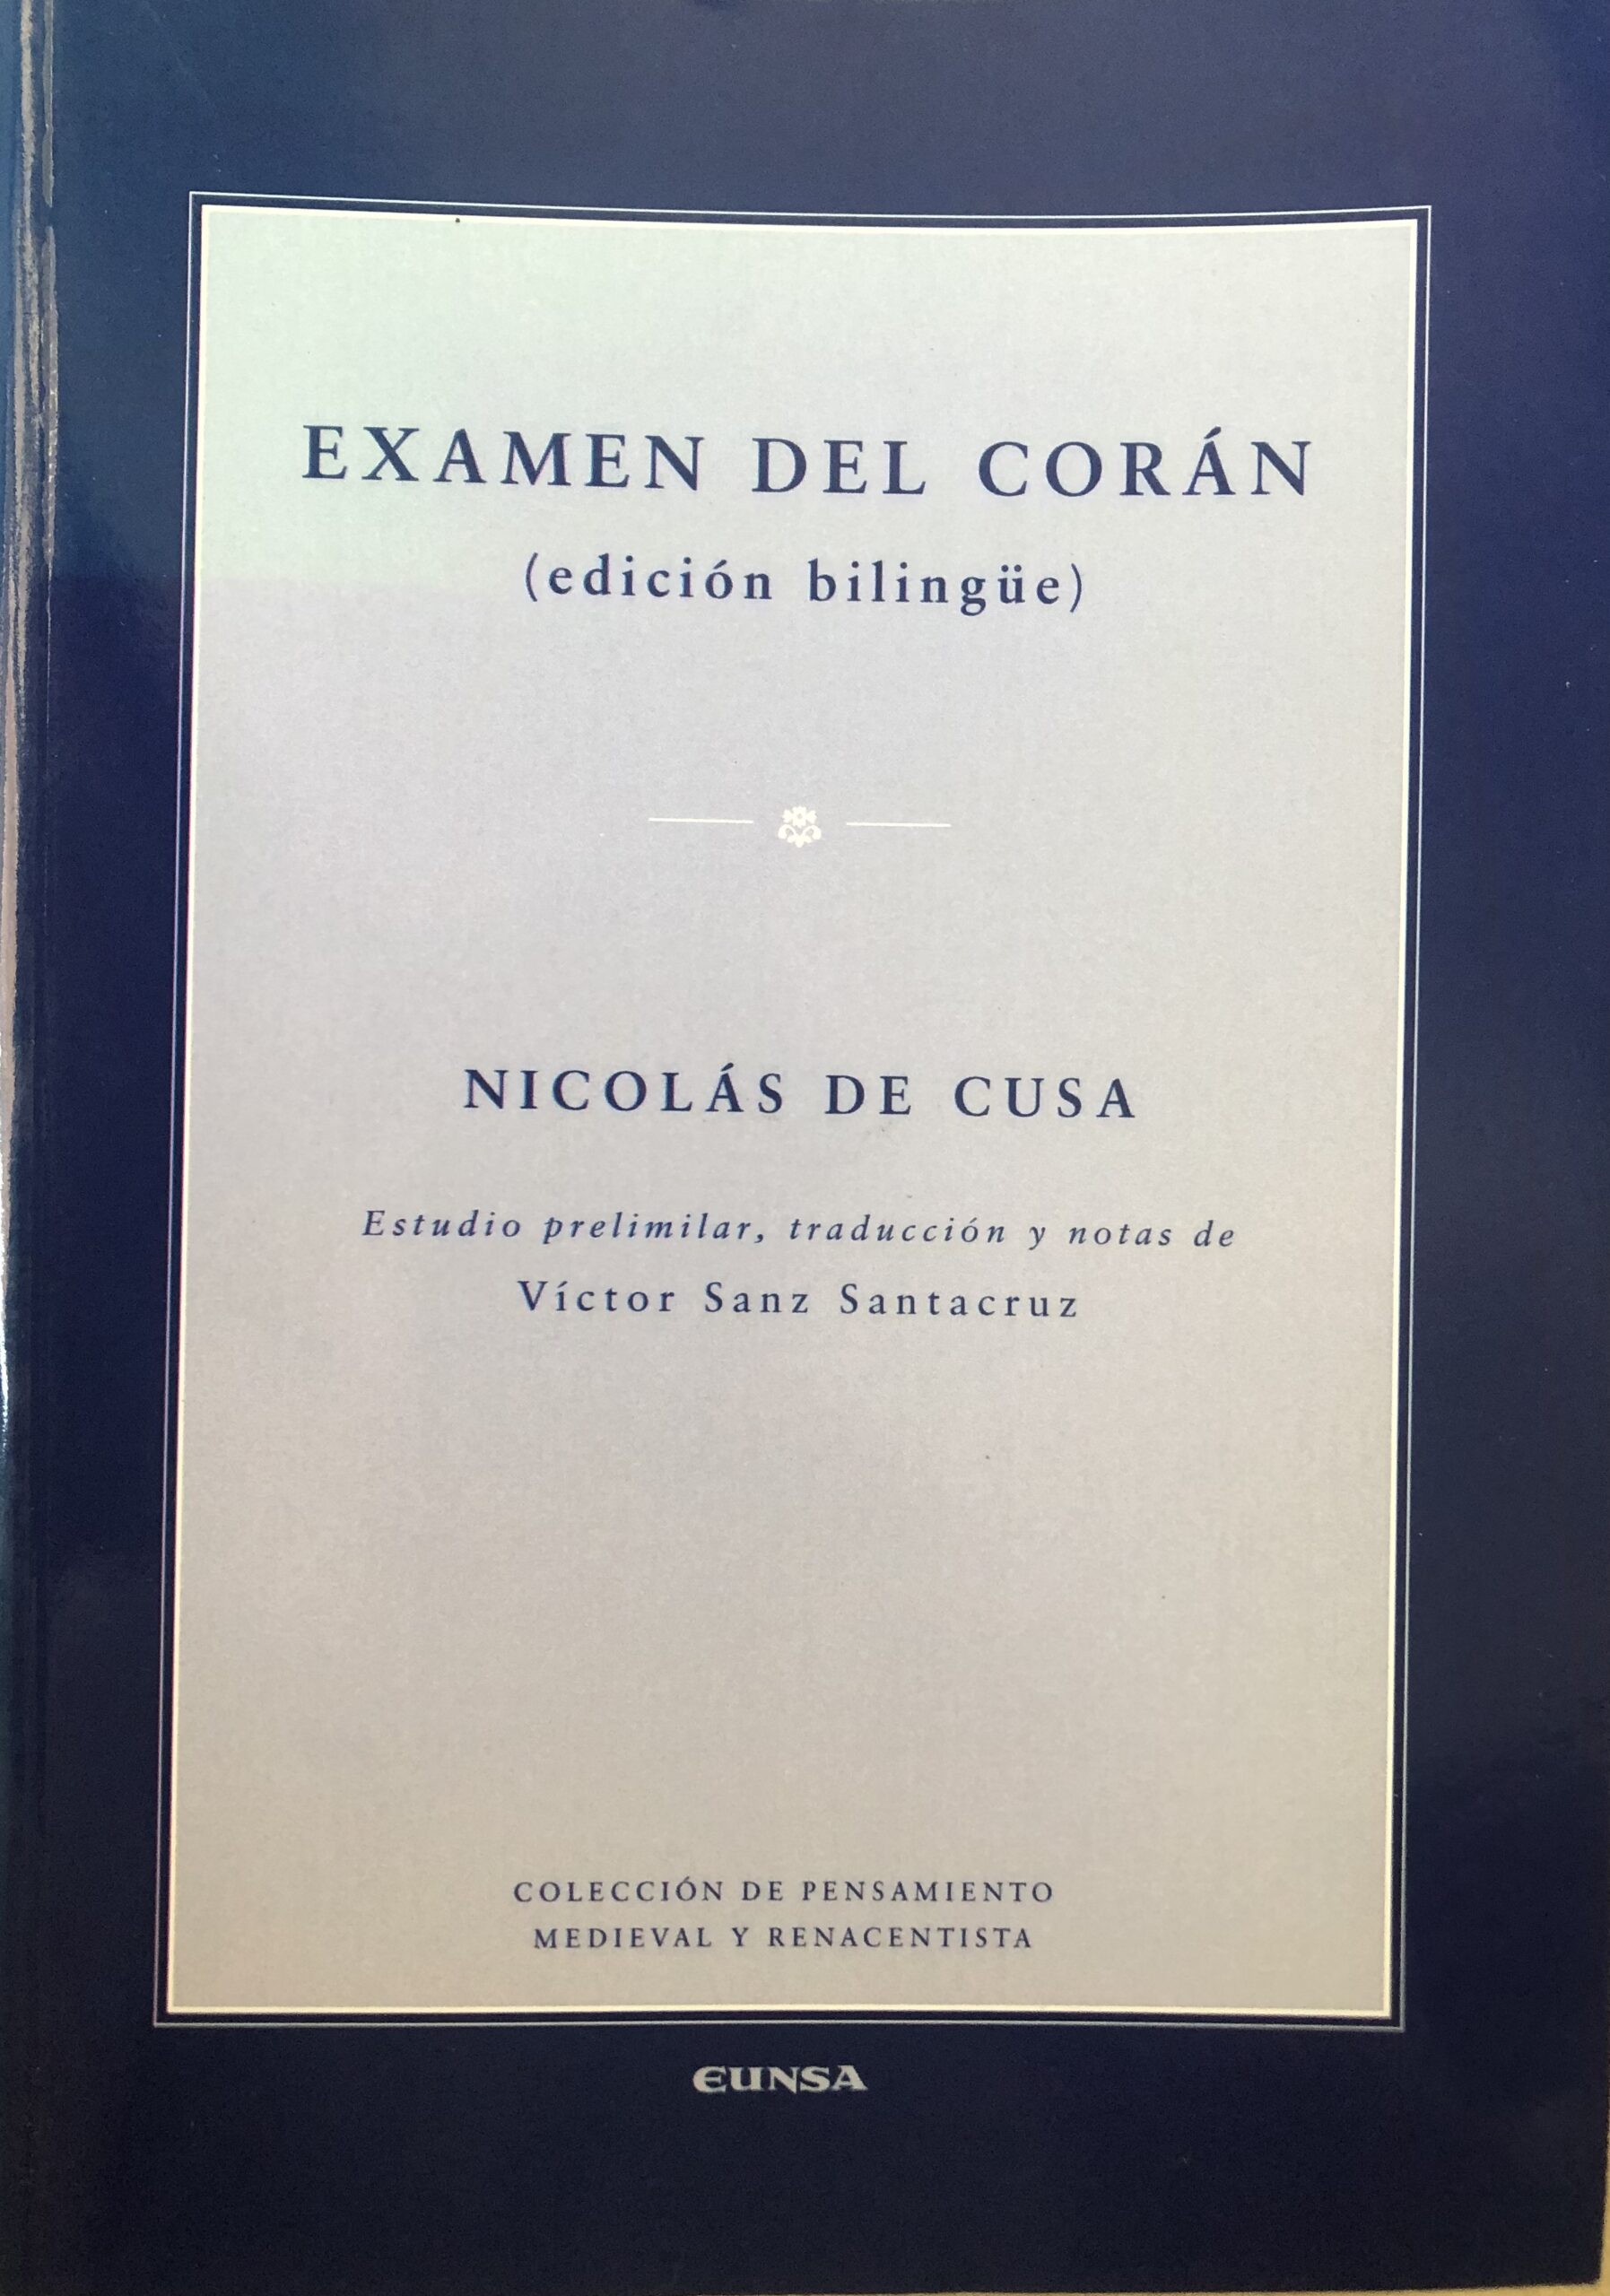 EXAMEN DEL CORÁN
(edición bilingüe)
NICOLÁS DE CUSA
Estudio prelimilar, traducción y notas de
Víctor Sanz Santacruz
COLECCIÓN DE PENSAMIENTO
MEDIEVAL Y RENACENTISTA
EUNSA